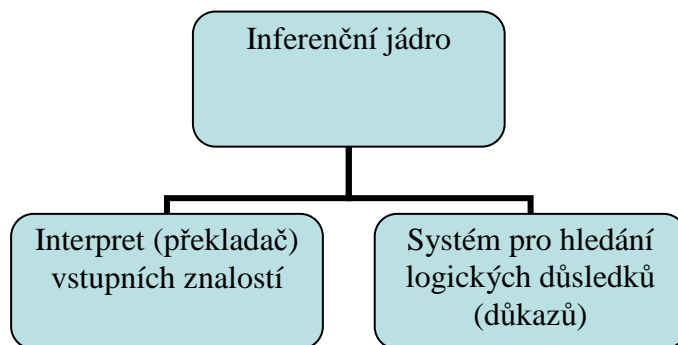 Inferenční jádro
Interpret (překladač)
vstupních znalostí
Systém pro hledání
logických důsledků
(důkazů)